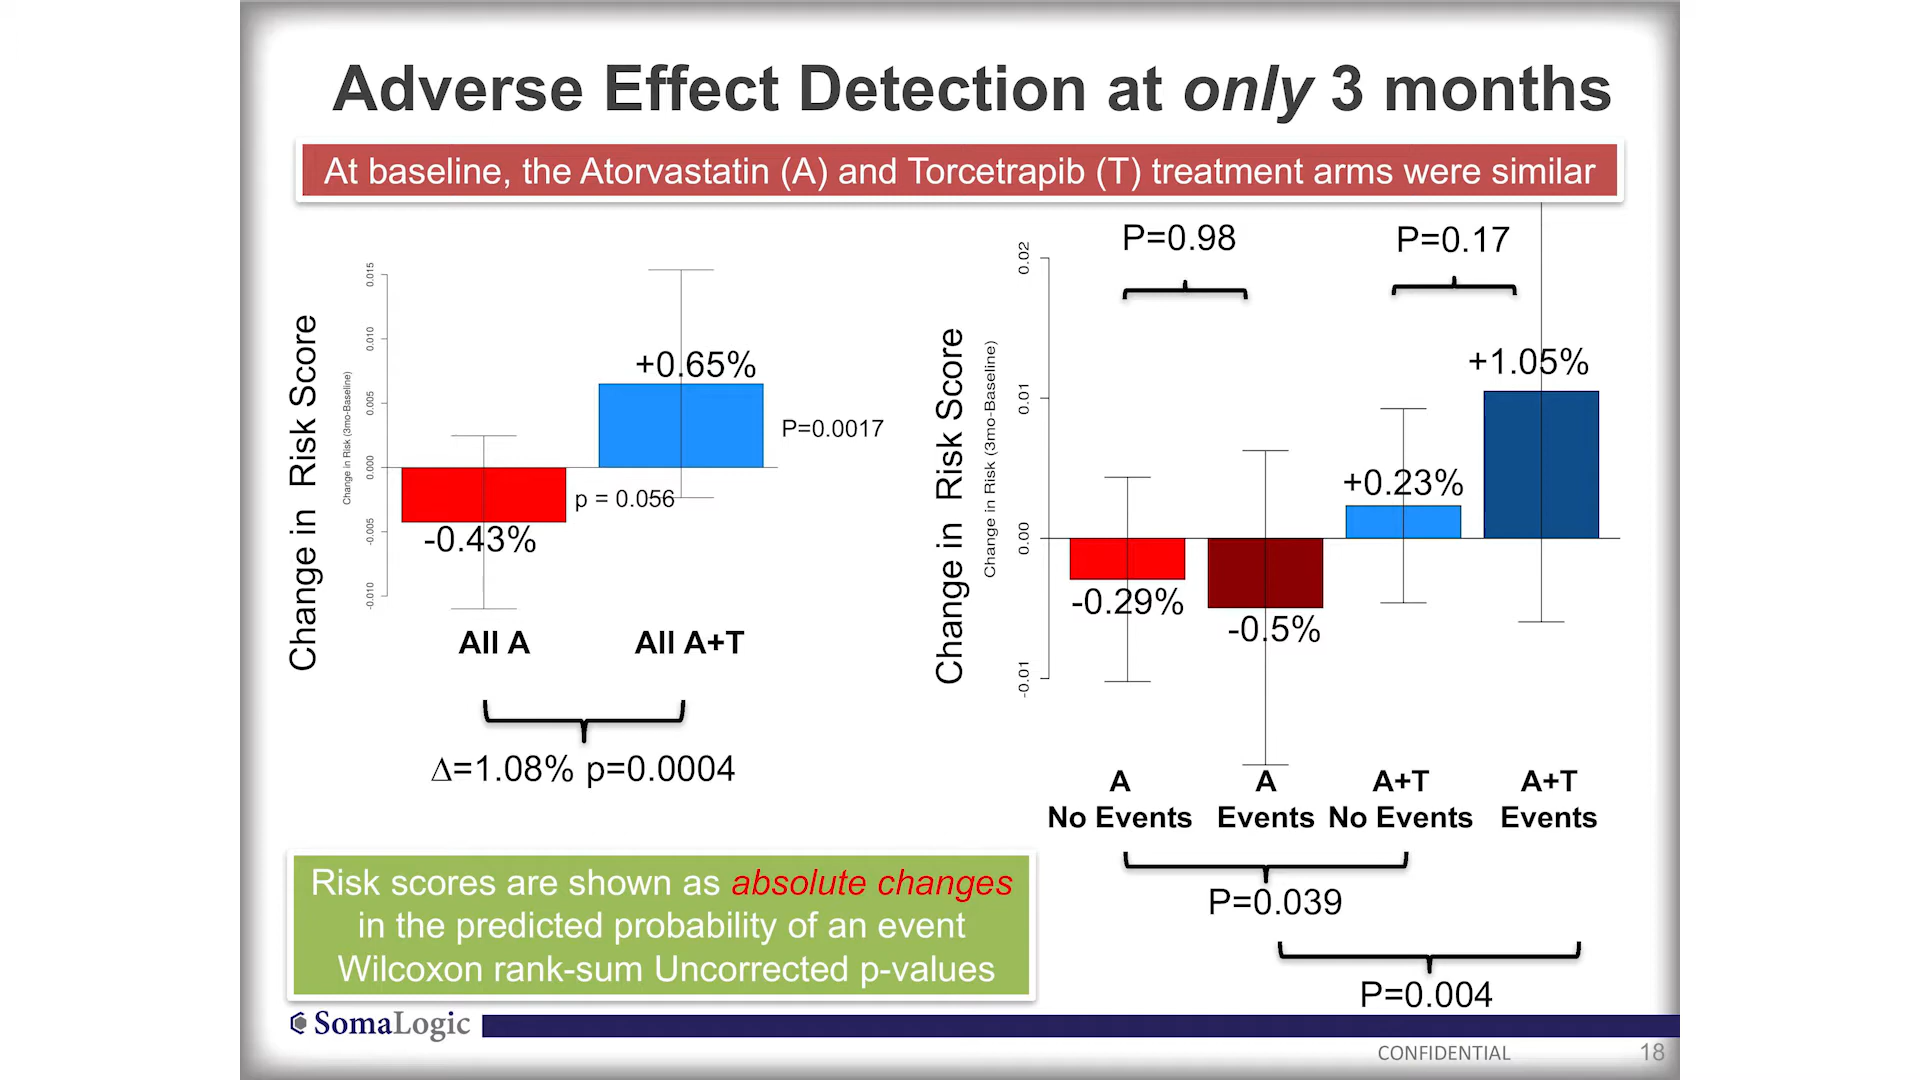 Adverse Effect Detection at only 3 months
At baseline, the Atorvastatin (A) and Torcetrapib (T) treatment arms were similar
Change in Risk Score
Change in Risk (3mo-Baseline)
0.015
0.010
0.005
0.000
-0.005
-0.010
+0.65%
P=0.0017
p = 0.056
-0.43%
All A
All A+T
Δ=1.08% p=0.0004
P=0.98
P=0.17
Change in Risk Score
Change in Risk (3mo-Baseline)
0.02
0.01
0.00
-0.01
+1.05%
+0.23%
-0.29%
-0.5%
A
No Events
A
Events
A+T
No Events
A+T
Events
P=0.039
P=0.004
Risk scores are shown as absolute changes
in the predicted probability of an event
Wilcoxon rank-sum Uncorrected p-values
SomaLogic
CONFIDENTIAL
18